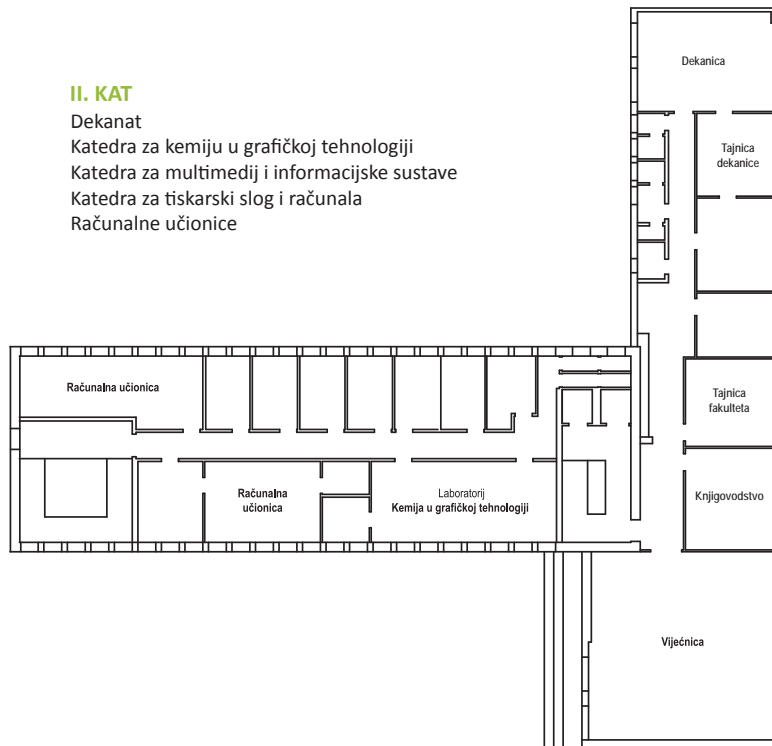 II. KAT
Dekanat
Katedra za kemiju u grafičkoj tehnologiji
Katedra za multimedij i informacijske sustave
Katedra za tiskarski slog i računala
Računalne učionice
Dekanica
Tajnica
dekanice
Računalna učionica
Tajnica
fakulteta
Računalna
učionica
Laboratorij
Kemija u grafičkoj tehnologiji
Knjigovodstvo
Vijećnica